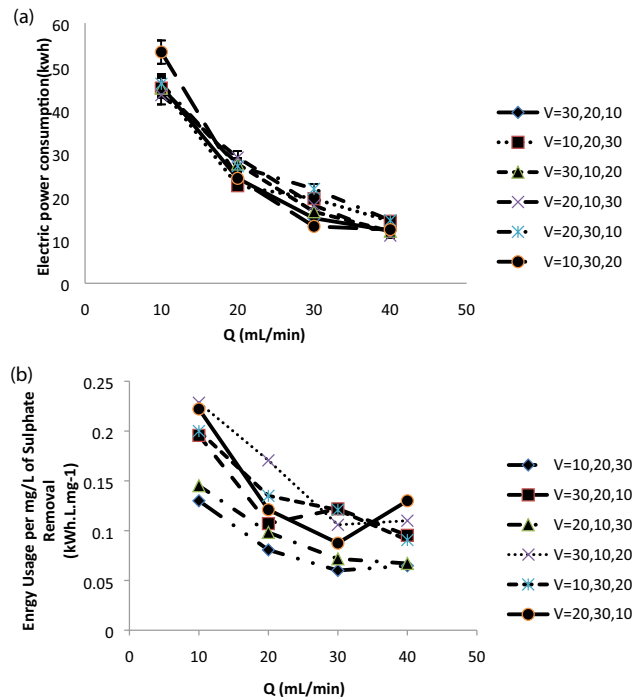 (a)
60
50
40
30
20
10
0
Electric power consumption(kwh)
0 10 20 30 40 50
Q (mL/min)
V=30,20,10
V=10,20,30
V=30,10,20
V=20,10,30
V=20,30,10
V=10,30,20
(b)
0.25
0.2
0.15
0.1
0.05
0
Enrgy Usage per mg/L of Sulphate
Removal
(kWh.L.mg-1)
0 10 20 30 40 50
Q (mL/min)
V=10,20,30
V=30,20,10
V=20,10,30
V=30,10,20
V=10,30,20
V=20,30,10